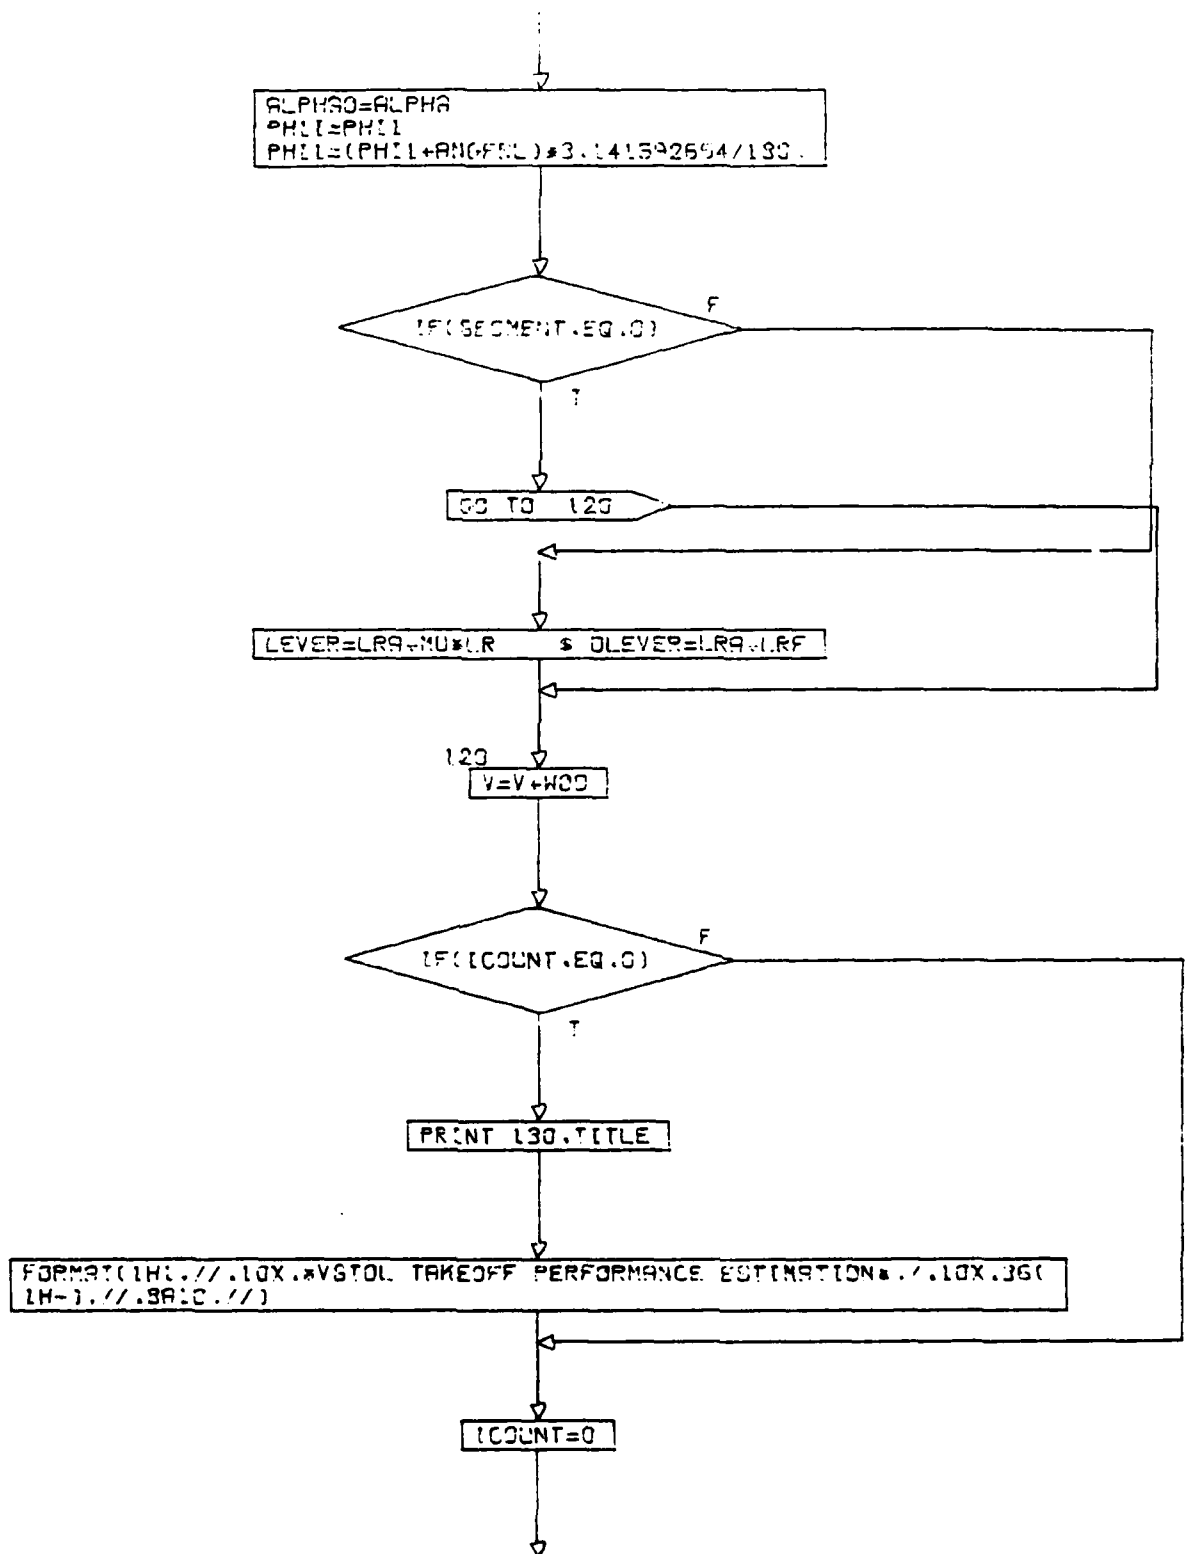 ALPHAO=ALPHA
PHII=PHI1
PHI1=(PHI1+ANGFSL)*3.141592654/180.
IF(SEGMENT.EQ.0)
F
T
GO TO 120
LEVER=LRA+MU*LR $ DLEVER=LRA+LRF
120
V=V+WOD
IF(ICOUNT.EQ.0)
F
T
PRINT 130,TITLE
FORMAT(1H1,//,10X,*VSTOL TAKEOFF PERFORMANCE ESTIMATION*,/,10X,36(
1H-),//,8A10,//)
ICOUNT=0